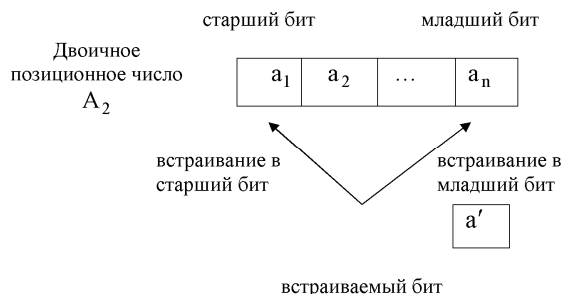 старший бит младший бит
Двоичное
позиционное число
A2
a1 a2 … an
встраивание в встраивание в
старший бит младший бит
a′
встраиваемый бит